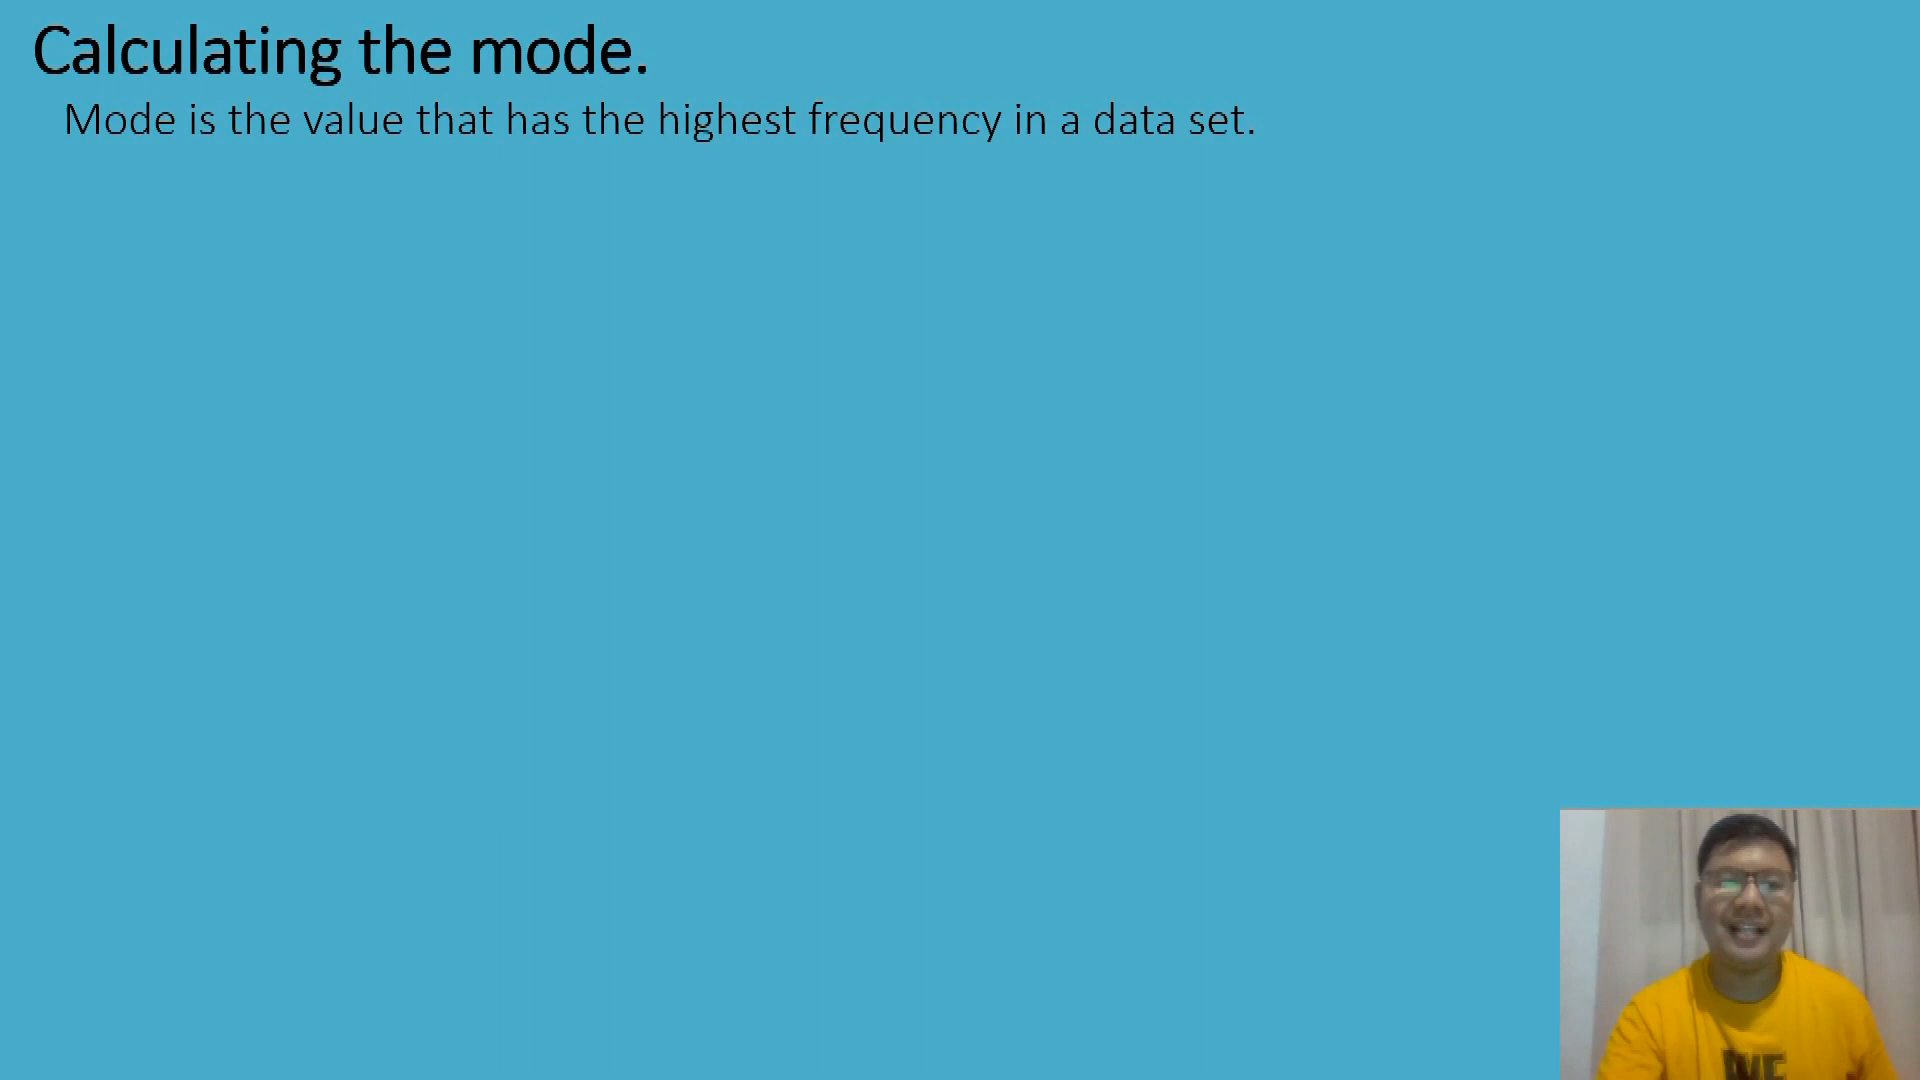 Calculating the mode.
Mode is the value that has the highest frequency in a data set.